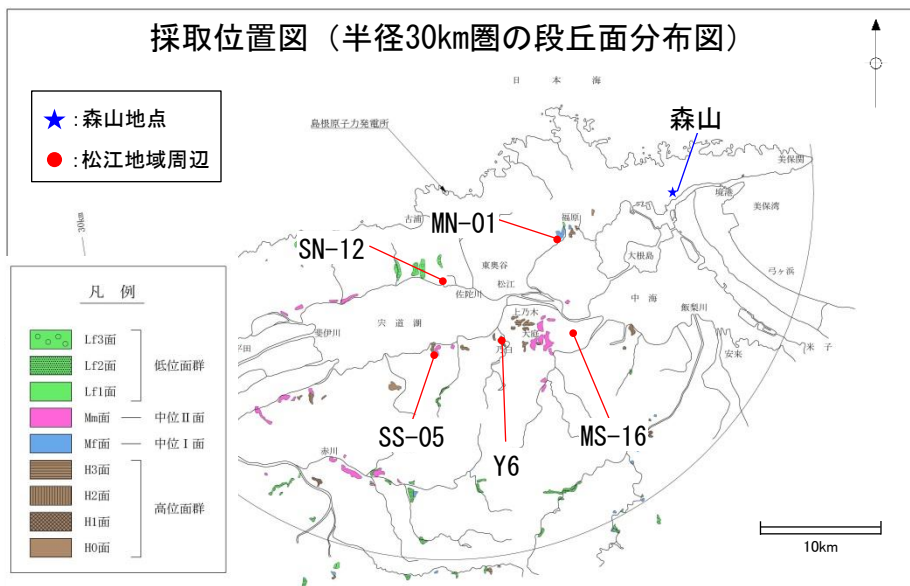 採取位置図（半径30km圏の段丘面分布図）
★：森山地点
●：松江地域周辺
日本海
島根原子力発電所
森山
美保関
境港
美保湾
30km
古浦
MN-01
福原
SN-12
東奥谷
大根島
弓ヶ浜
佐陀川
松江
中海
飯梨川
上乃木
宍道湖
大庭
斐伊川
乃白
安来
米子
SS-05
Y6
MS-16
赤川
凡例
Lf3面
Lf2面
低位面群
Lf1面
Mm面
中位Ⅱ面
Mf面
中位Ⅰ面
H3面
H2面
高位面群
H1面
H0面
10km